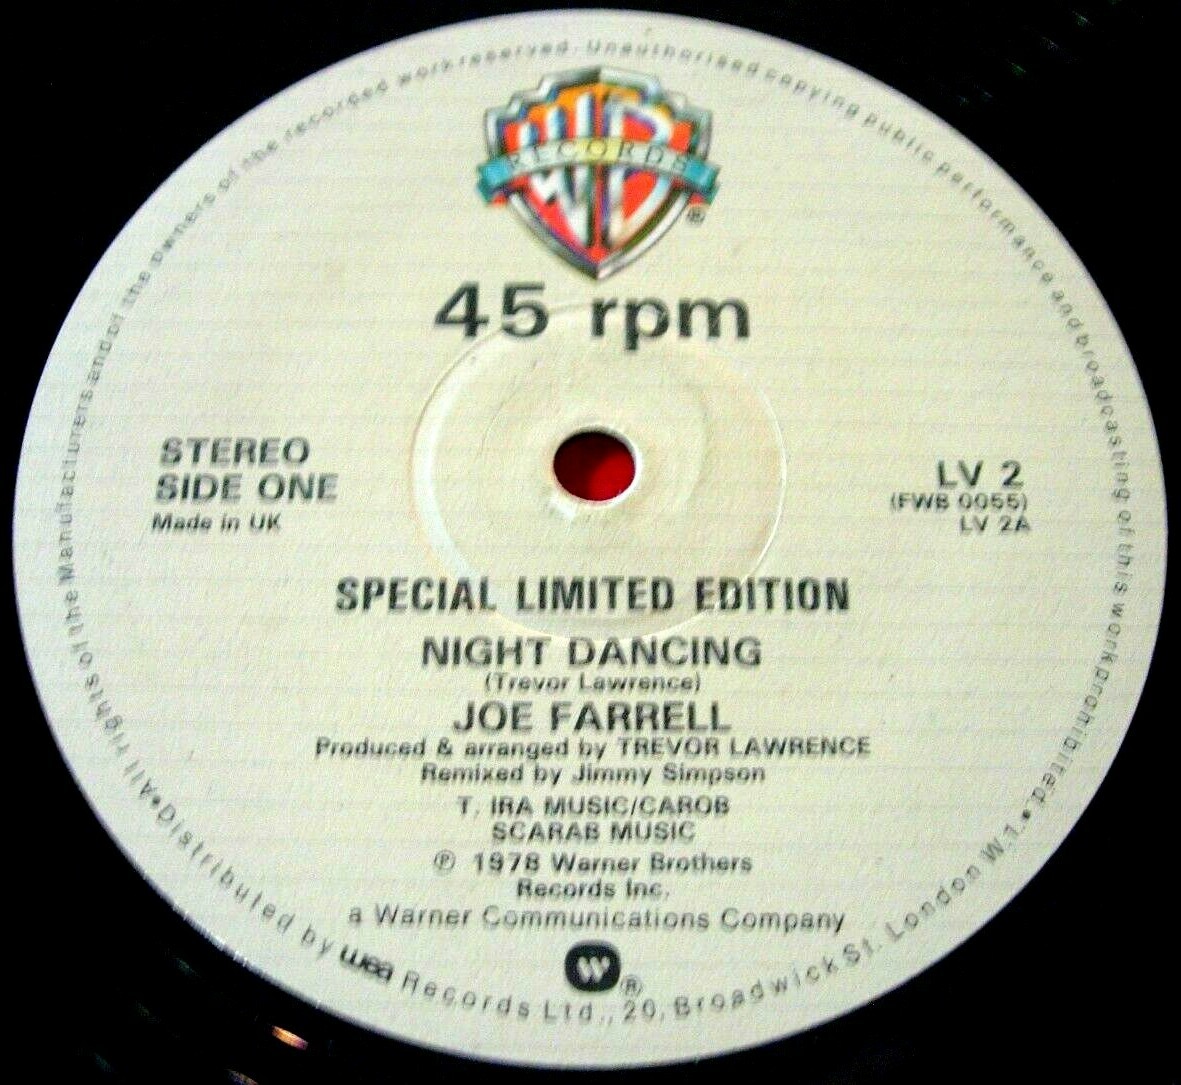 WB
RECORDS
®
45 rpm
STEREO
SIDE ONE
Made in UK
LV 2
(FWB 0055)
LV 2A
SPECIAL LIMITED EDITION
NIGHT DANCING
(Trevor Lawrence)
JOE FARRELL
Produced & arranged by TREVOR LAWRENCE
Remixed by Jimmy Simpson
T. IRA MUSIC/CAROB
SCARAB MUSIC
℗ 1978 Warner Brothers
Records Inc.
a Warner Communications Company
W ®
•All rights of the Manufacturers and of the owners of the recorded work reserved. Unauthorised copying public performance and broadcasting of this work prohibited.•
Distributed by wea Records Ltd., 20, Broadwick St. London W.1.